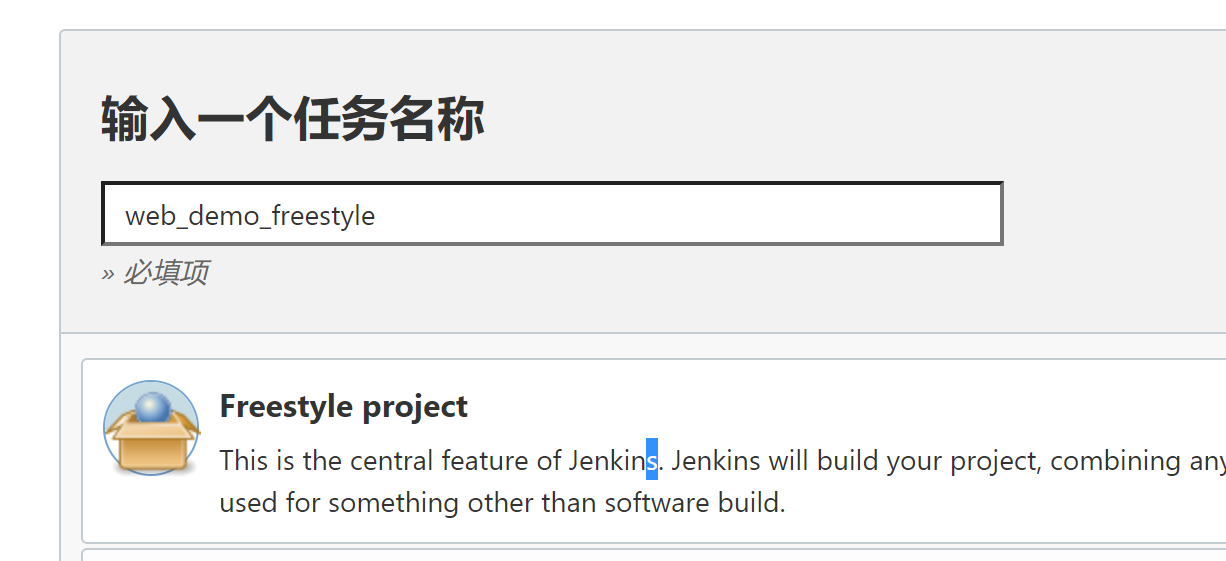 输入一个任务名称
web_demo_freestyle
» 必填项
Freestyle project
This is the central feature of Jenkins. Jenkins will build your project, combining any
used for something other than software build.